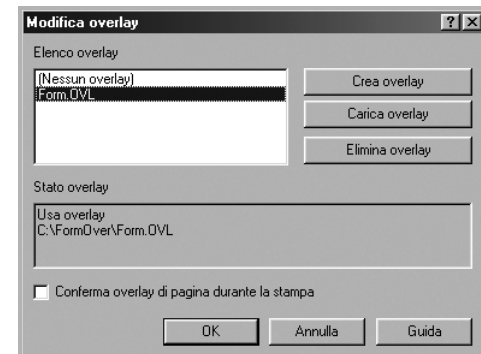 Modifica overlay
Elenco overlay
(Nessun overlay)
Form.OVL
Crea overlay
Carica overlay
Elimina overlay
Stato overlay
Usa overlay
C:\FormOver\Form.OVL
Conferma overlay di pagina durante la stampa
OK Annulla Guida